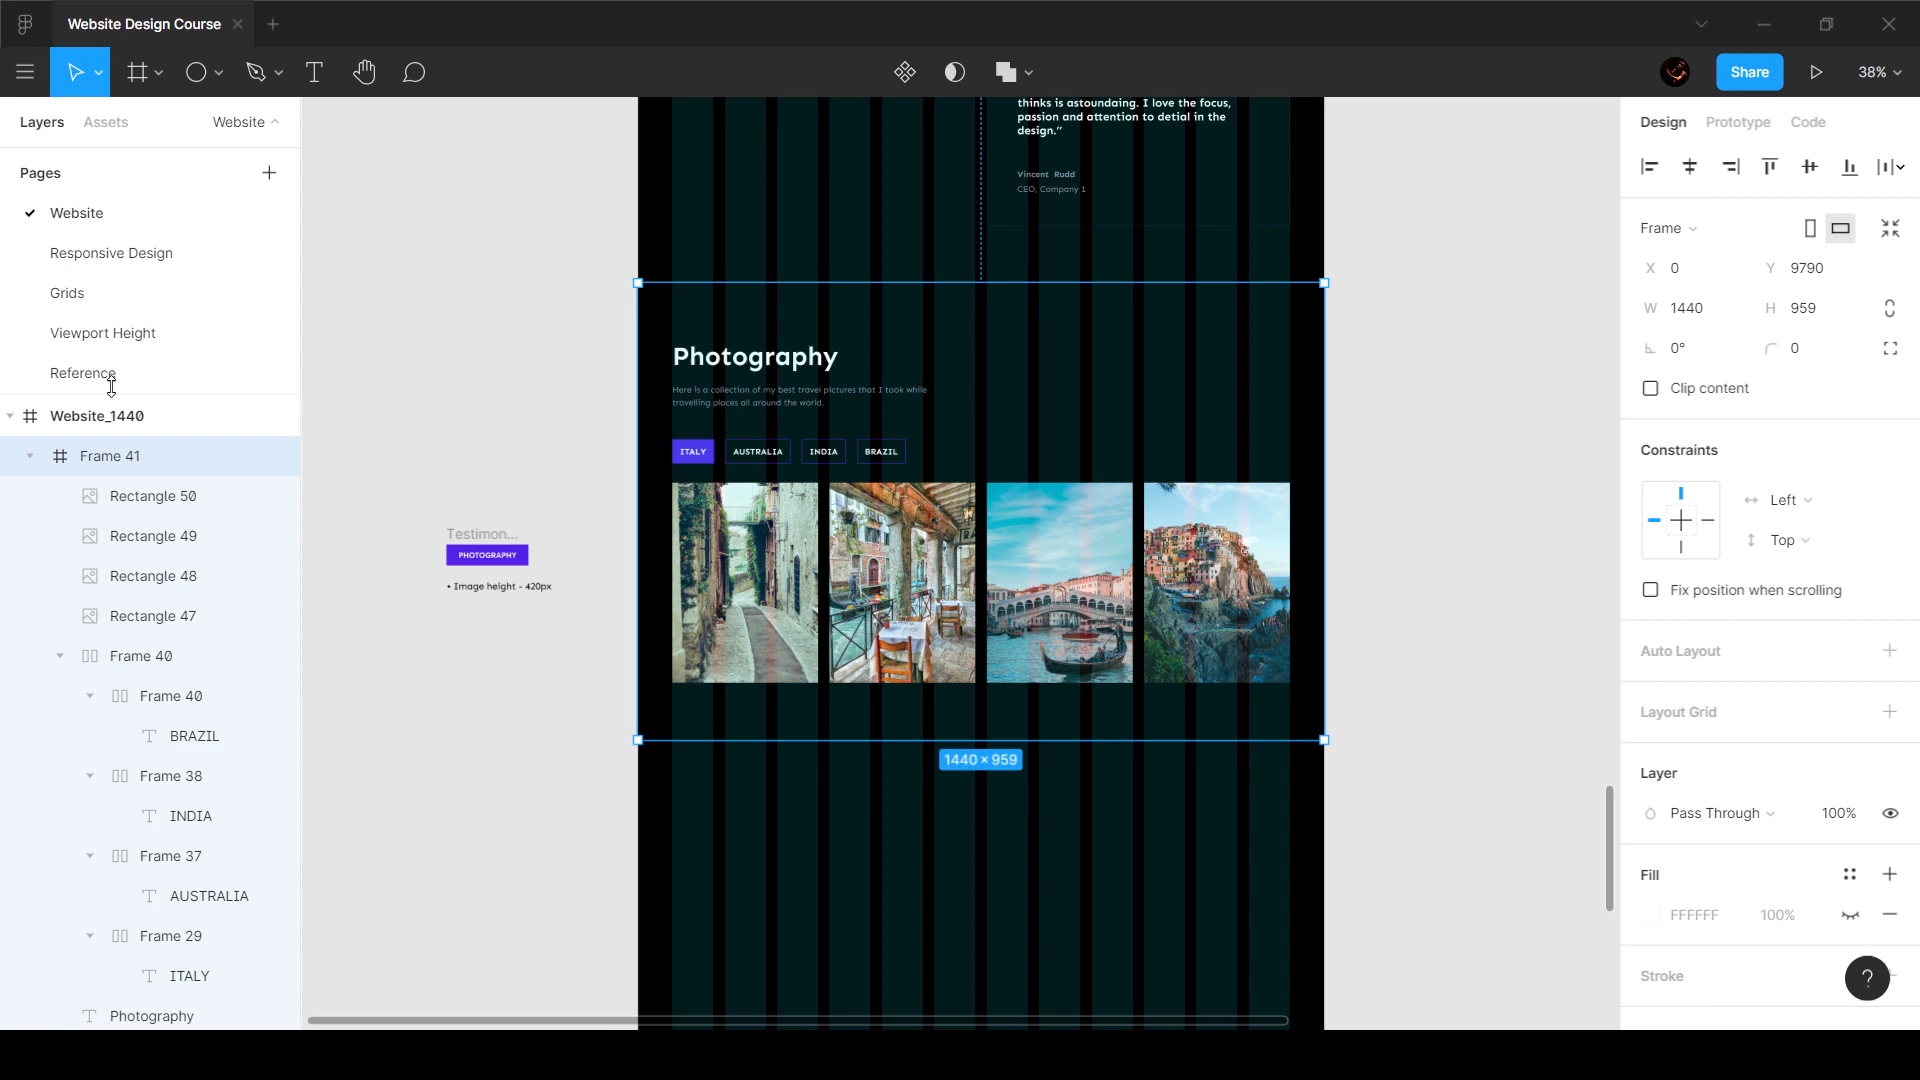 Website Design Course
Share
38%
Layers
Assets
Website
Pages
Website
Responsive Design
Grids
Viewport Height
Reference
Website_1440
Frame 41
Rectangle 50
Rectangle 49
Rectangle 48
Rectangle 47
Frame 40
Frame 40
BRAZIL
Frame 38
INDIA
Frame 37
AUSTRALIA
Frame 29
ITALY
Photography
thinks is astoundaing. I love the focus,
passion and attention to detial in the
design.”
Vincent Rudd
CEO, Company 1
Photography
Here is a collection of my best travel pictures that I took while
travelling places all around the world.
ITALY
AUSTRALIA
INDIA
BRAZIL
Testimon...
PHOTOGRAPHY
• Image height - 420px
1440 × 959
Design
Prototype
Code
Frame
X 0
Y 9790
W 1440
H 959
0°
0
Clip content
Constraints
Left
Top
Fix position when scrolling
Auto Layout
Layout Grid
Layer
Pass Through
100%
Fill
FFFFFF
100%
Stroke
?